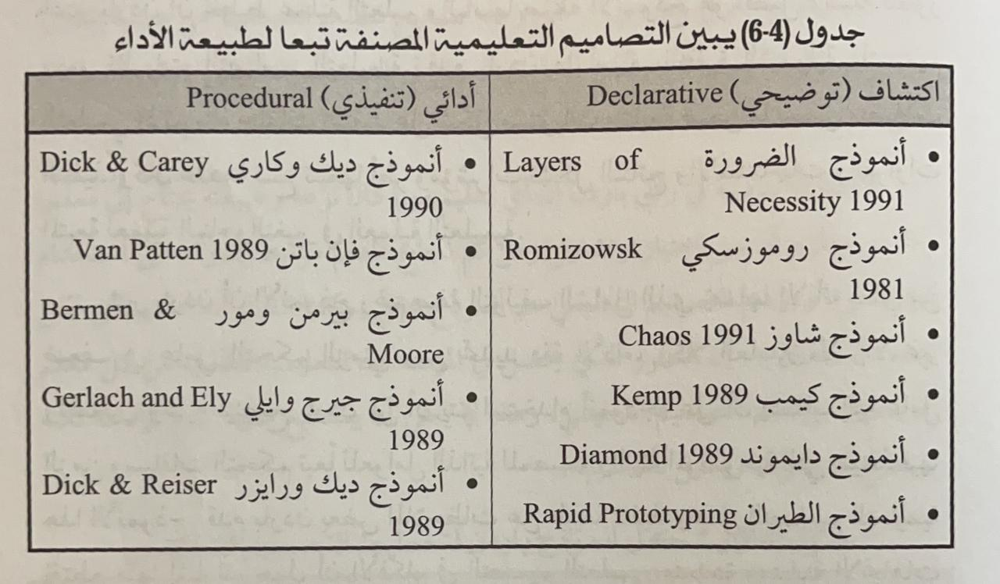 جدول (4-6) يبين التصاميم التعليمية المصنفة تبعا لطبيعة الأداء
اكتشاف (توضيحي) Declarative
• أنموذج الضرورة Layers of
Necessity 1991
• أنموذج روموزسكي Romizowsk
1981
• أنموذج شاوز Chaos 1991
• أنموذج كيمب Kemp 1989
• أنموذج دايموند Diamond 1989
• أنموذج الطيران Rapid Prototyping
أدائي (تنفيذي) Procedural
• أنموذج ديك وكاري Dick & Carey
1990
• أنموذج فإن باتن Van Patten 1989
• أنموذج بيرمن ومور Bermen &
Moore
• أنموذج جيرج وايلي Gerlach and Ely
1989
• أنموذج ديك ورايزر Dick & Reiser
1989